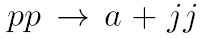 pp → a + jj